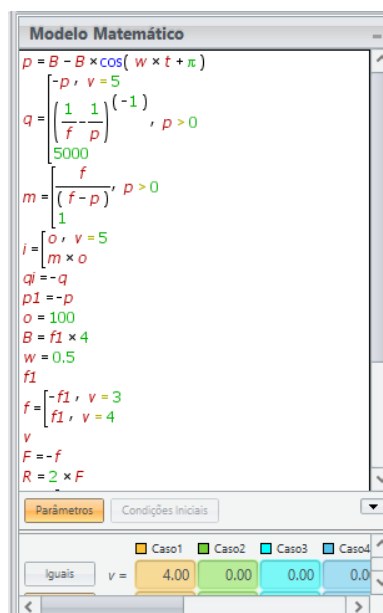 Modelo Matemático
p = B - B × cos( w × t + π )
q = [ -p , v = 5
(1/f - 1/p)^(-1) , p > 0
5000
m = [ f/(f-p) , p > 0
1
i = [ o , v = 5
m × o
qi = -q
p1 = -p
o = 100
B = f1 × 4
w = 0.5
f1
f = [ -f1 , v = 3
f1 , v = 4
v
F = -f
R = 2 × F
Parâmetros Condições Iniciais
Caso1 Caso2 Caso3 Caso4
Iguais v = 4.00 0.00 0.00 0.0